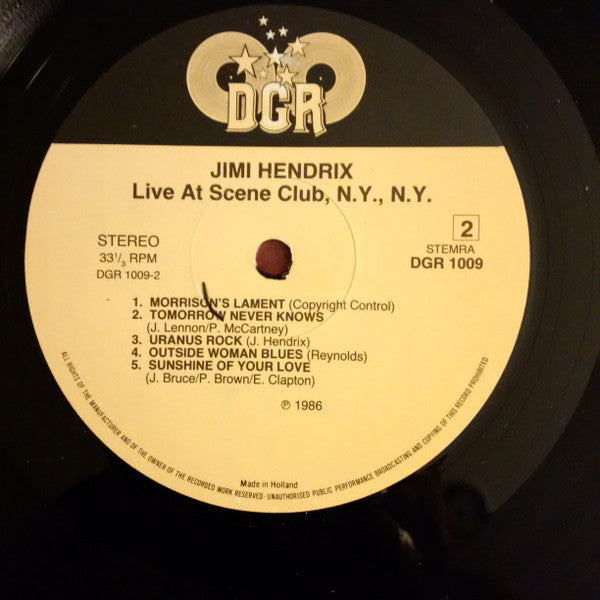 DGR
JIMI HENDRIX
Live At Scene Club, N.Y., N.Y.
STEREO
33¹/₃ RPM
DGR 1009-2
2
STEMRA
DGR 1009
1. MORRISON'S LAMENT (Copyright Control)
2. TOMORROW NEVER KNOWS
(J. Lennon/P. McCartney)
3. URANUS ROCK (J. Hendrix)
4. OUTSIDE WOMAN BLUES (Reynolds)
5. SUNSHINE OF YOUR LOVE
(J. Bruce/P. Brown/E. Clapton)
℗ 1986
Made in Holland
ALL RIGHTS OF THE MANUFACTURER AND OF THE OWNER OF THE RECORDED WORK RESERVED · UNAUTHORISED PUBLIC PERFORMANCE BROADCASTING AND COPYING OF THIS RECORD PROHIBITED